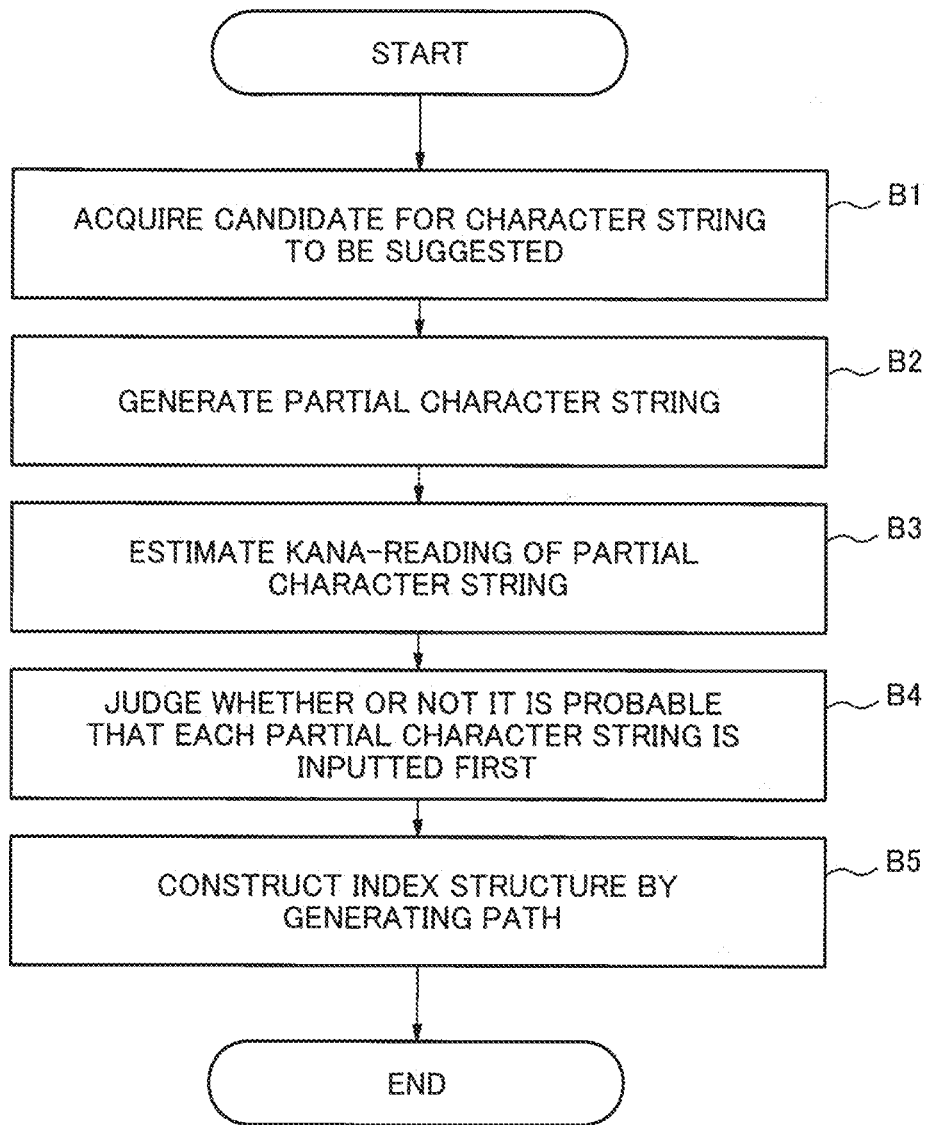 START
ACQUIRE CANDIDATE FOR CHARACTER STRING
TO BE SUGGESTED
B1
GENERATE PARTIAL CHARACTER STRING
B2
ESTIMATE KANA-READING OF PARTIAL
CHARACTER STRING
B3
JUDGE WHETHER OR NOT IT IS PROBABLE
THAT EACH PARTIAL CHARACTER STRING IS
INPUTTED FIRST
B4
CONSTRUCT INDEX STRUCTURE BY
GENERATING PATH
B5
END